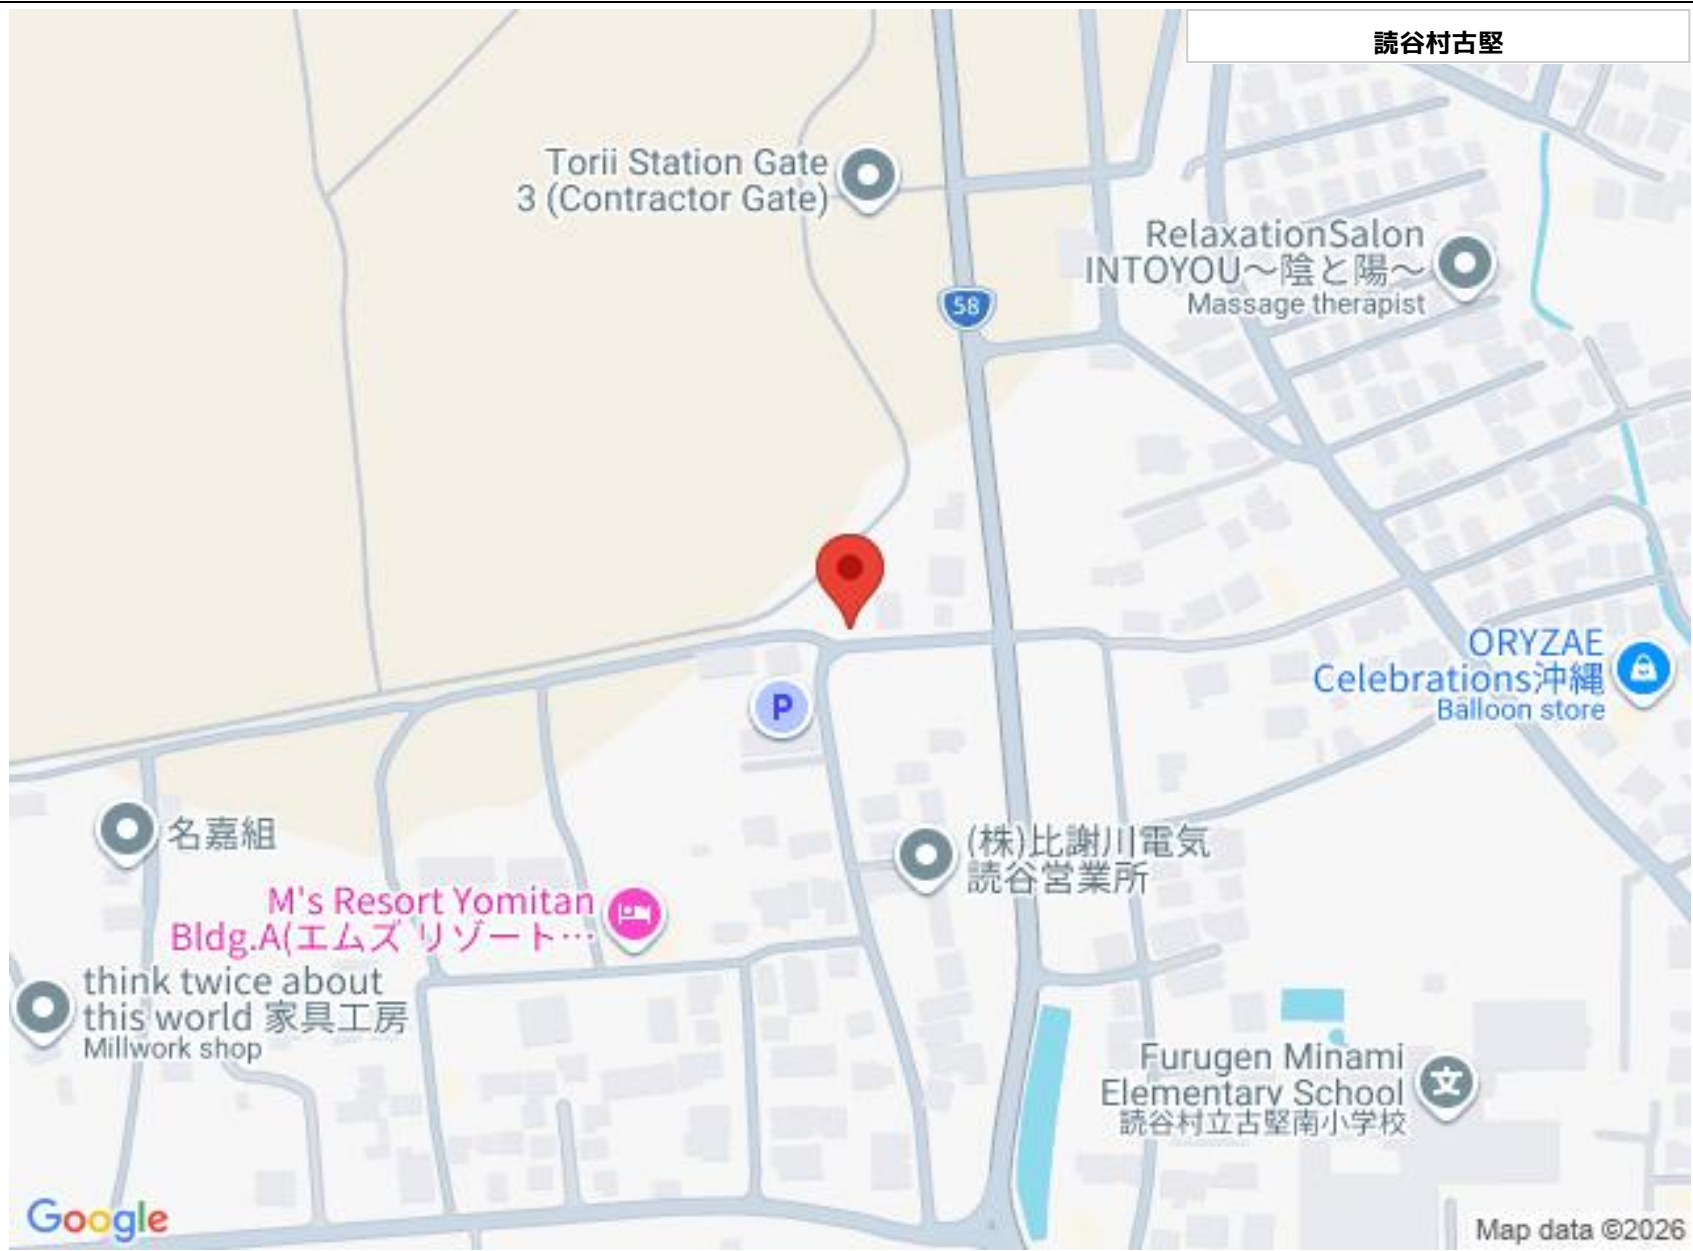 読谷村古堅
Torii Station Gate
3 (Contractor Gate)
RelaxationSalon
INTOYOU～陰と陽～
Massage therapist
58
P
ORYZAE
Celebrations沖縄
Balloon store
名嘉組
(株)比謝川電気
読谷営業所
M's Resort Yomitan
Bldg.A(エムズ リゾート…
think twice about
this world 家具工房
Millwork shop
Furugen Minami
Elementary School
読谷村立古堅南小学校
文
Google
Map data ©2026